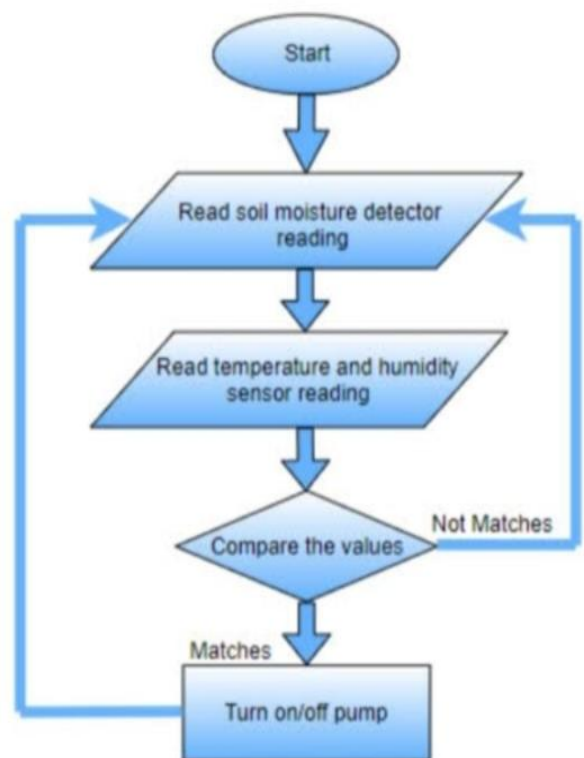 Start
Read soil moisture detector
reading
Read temperature and humidity
sensor reading
Compare the values
Not Matches
Matches
Turn on/off pump